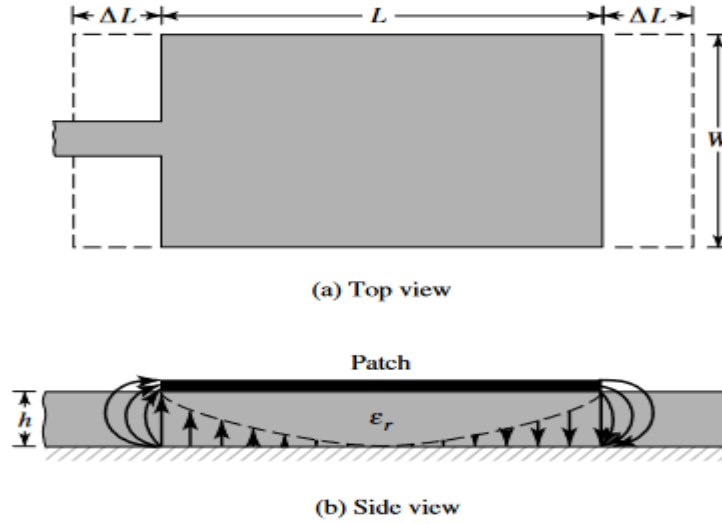 ΔL L ΔL
W
(a) Top view
Patch
h
εr
(b) Side view